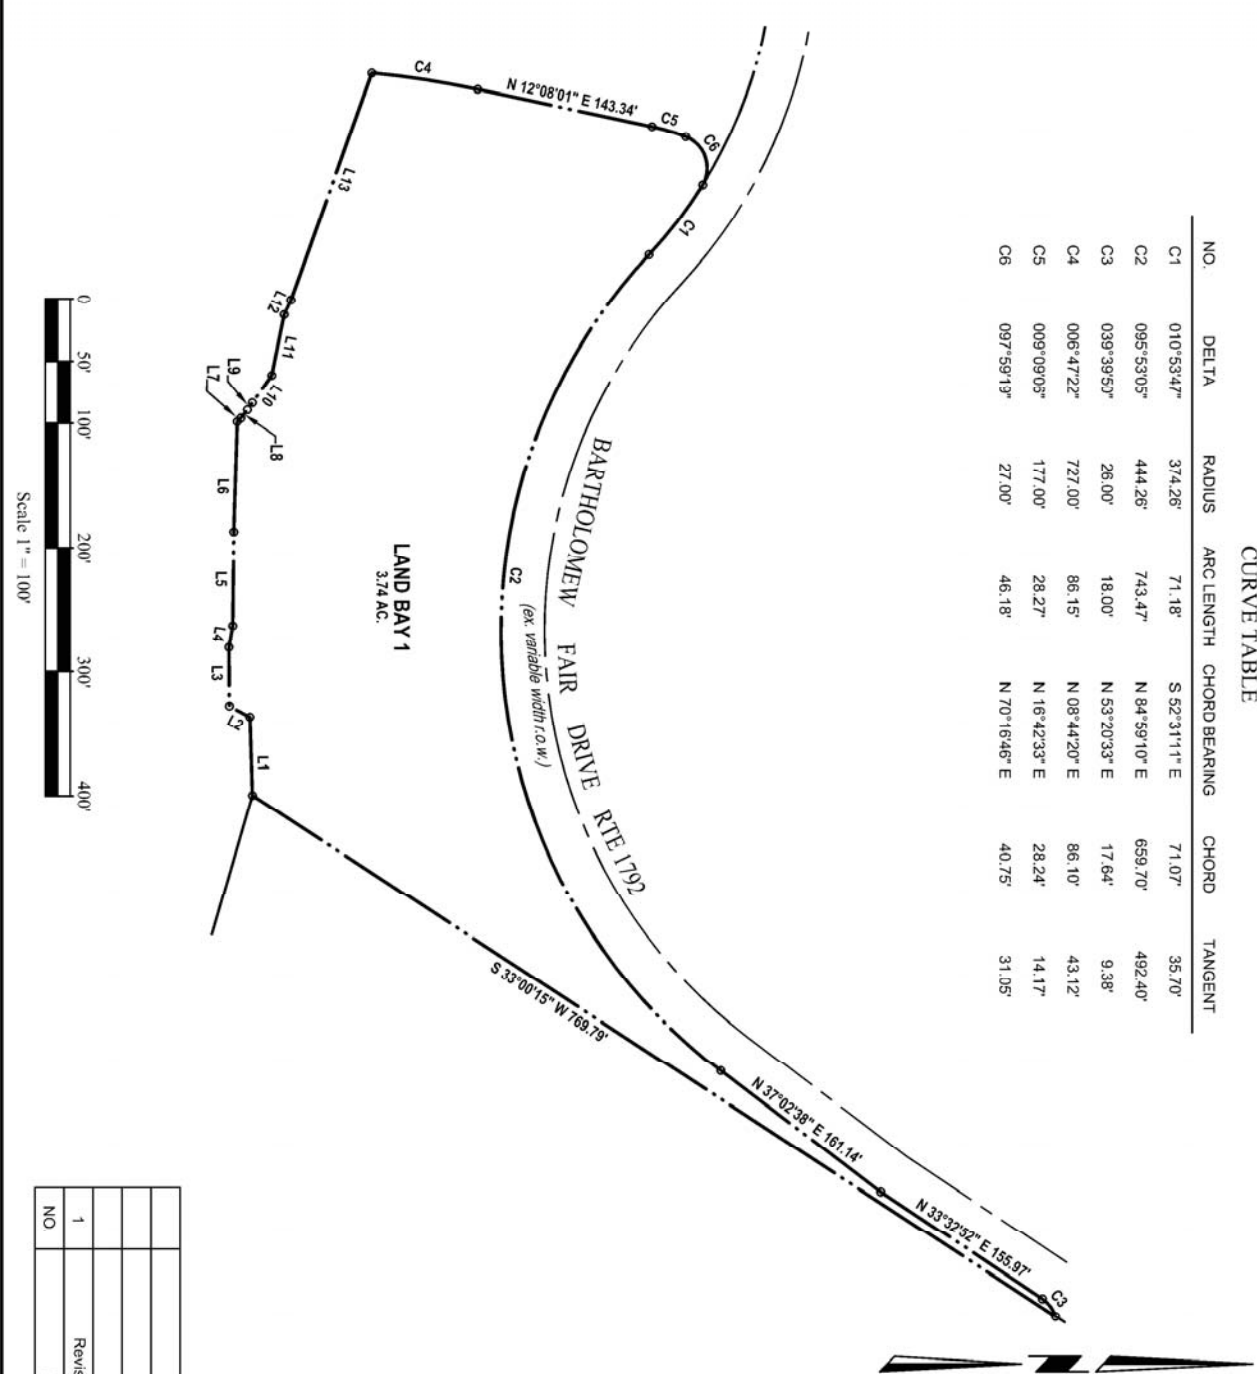 CURVE TABLE
NO. DELTA RADIUS ARC LENGTH CHORD BEARING CHORD TANGENT
C1 010°53'47" 374.26' 71.18' S 52°31'11" E 71.07' 35.70'
C2 095°53'05" 444.26' 743.47' N 84°59'10" E 659.70' 492.40'
C3 039°39'50" 26.00' 18.00' N 53°20'33" E 17.64' 9.38'
C4 006°47'22" 727.00' 86.15' N 08°44'20" E 86.10' 43.12'
C5 009°09'08" 177.00' 28.27' N 16°42'33" E 28.24' 14.17'
C6 097°59'19" 27.00' 46.18' N 70°16'46" E 40.75' 31.05'
C4
N 12°08'01" E 143.34'
C5
C6
C1
BARTHOLOMEW FAIR DRIVE RTE 1792
(ex. variable width r.o.w.)
C2
N 37°02'38" E 161.14'
N 33°32'52" E 155.97'
C3
S 33°00'15" W 769.79'
LAND BAY 1
3.74 AC.
L13
L12
L11
L10
L9
L8
L7
L6
L5
L4
L3
L2
L1
0 50' 100' 200' 300' 400'
Scale 1" = 100'
1 Revis
NO.
N